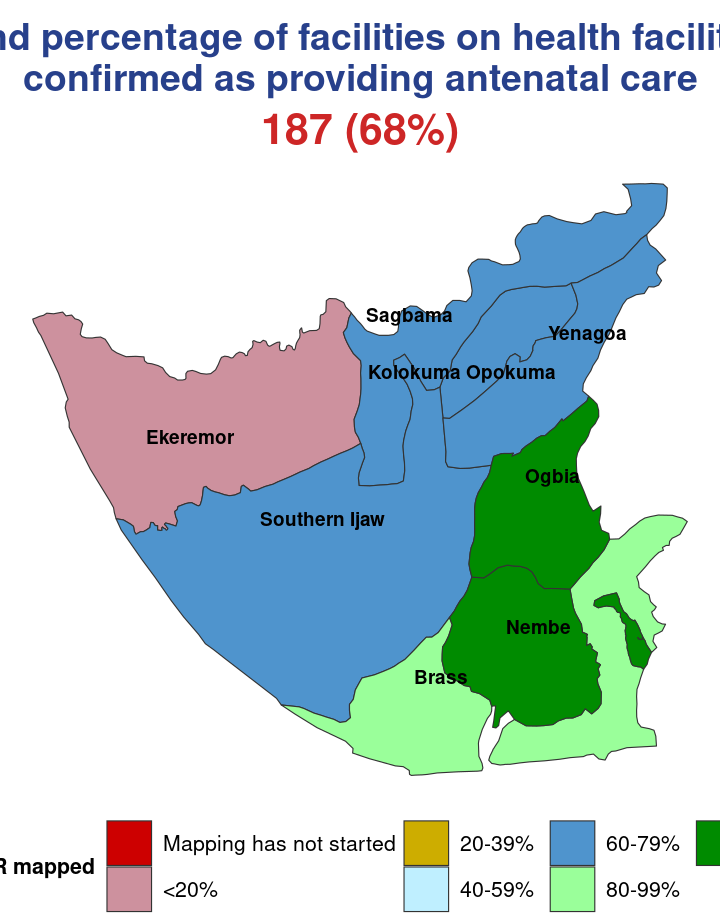 nd percentage of facilities on health facilit
confirmed as providing antenatal care
187 (68%)
Sagbama
Yenagoa
Kolokuma Opokuma
Ekeremor
Ogbia
Southern Ijaw
Nembe
Brass
R mapped
Mapping has not started
<20%
20-39%
40-59%
60-79%
80-99%